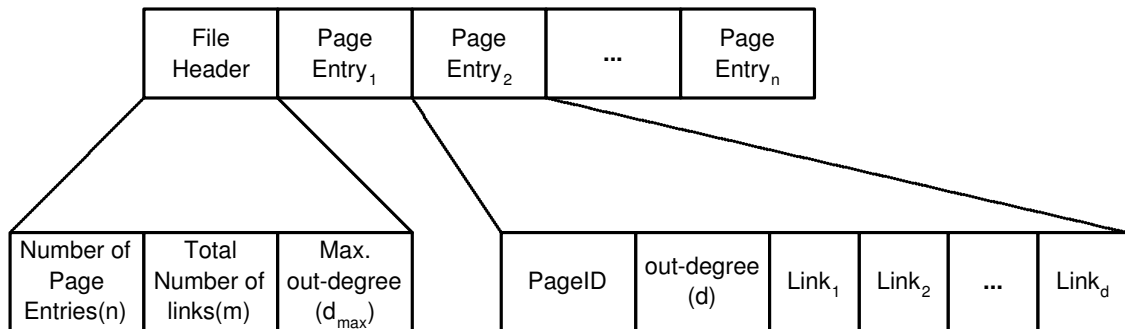 File
Header
Page
Entry1
Page
Entry2
...
Page
Entryn
Number of
Page
Entries(n)
Total
Number of
links(m)
Max.
out-degree
(dmax)
PageID
out-degree
(d)
Link1
Link2
...
Linkd